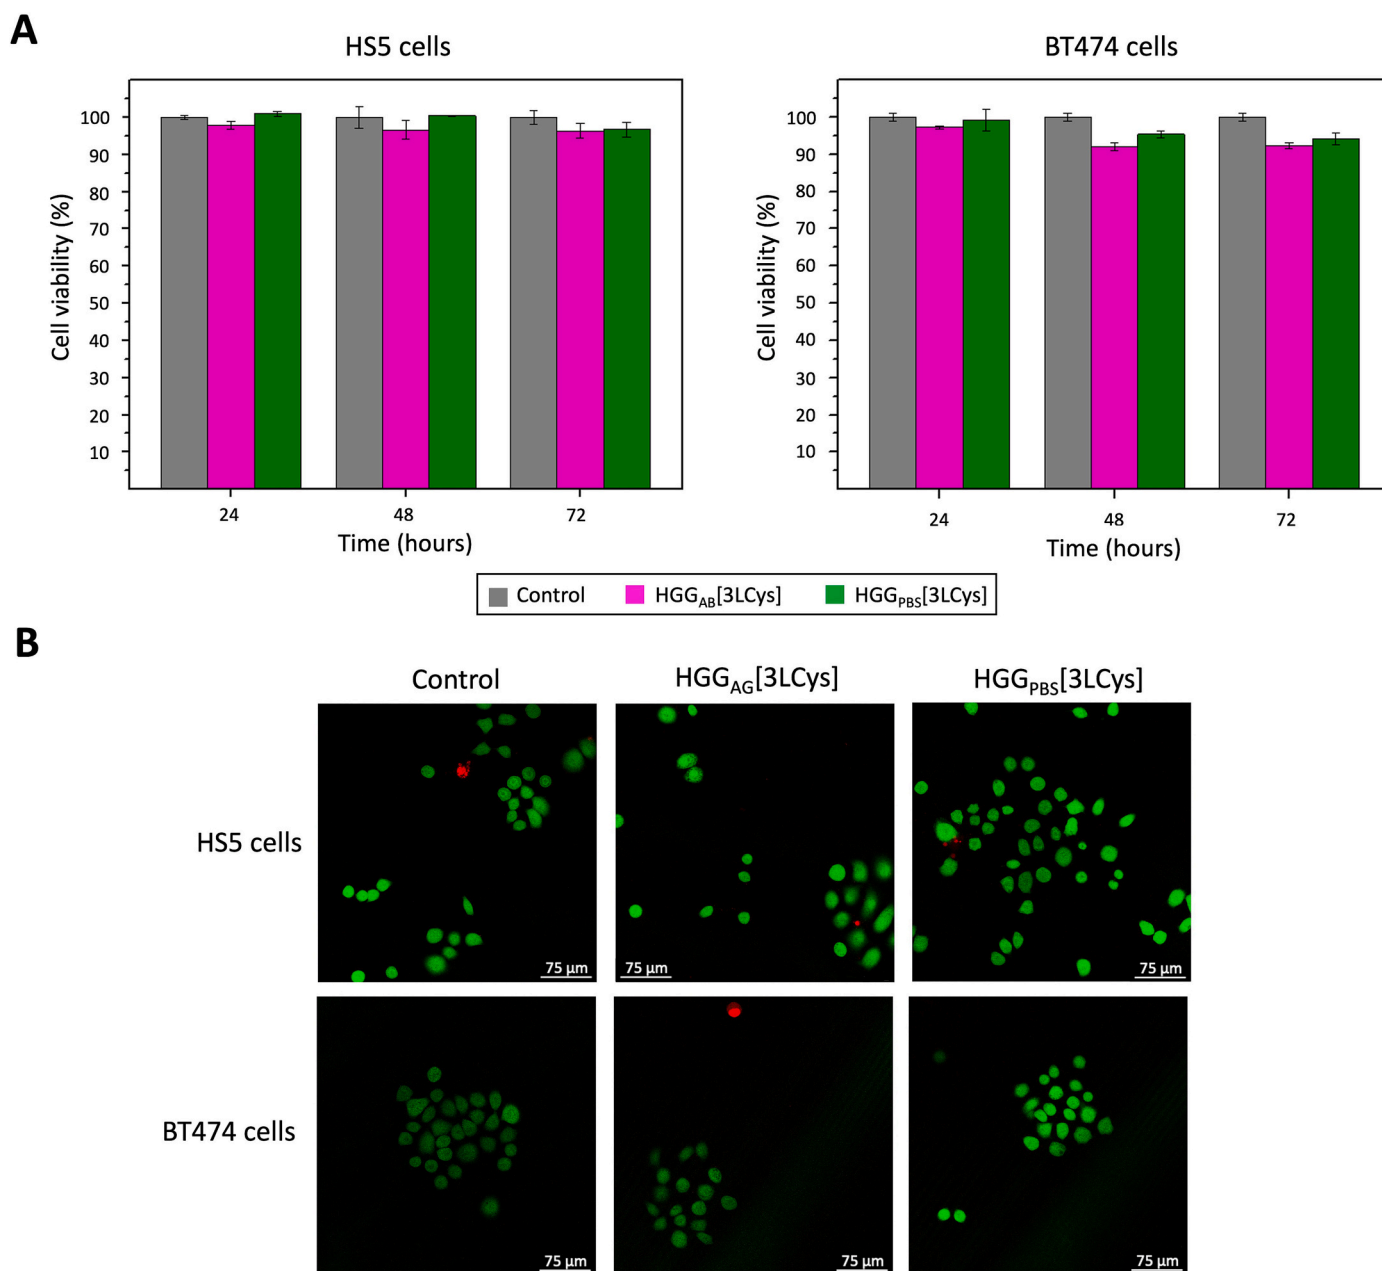 A
HS5 cells
BT474 cells
Cell viability (%)
100
90
80
70
60
50
40
30
20
10
24
48
72
Time (hours)
Cell viability (%)
100
90
80
70
60
50
40
30
20
10
24
48
72
Time (hours)
Control
HGG_AB[3LCys]
HGG_PBS[3LCys]
B
Control
HGG_AG[3LCys]
HGG_PBS[3LCys]
HS5 cells
75 µm
75 µm
75 µm
BT474 cells
75 µm
75 µm
75 µm